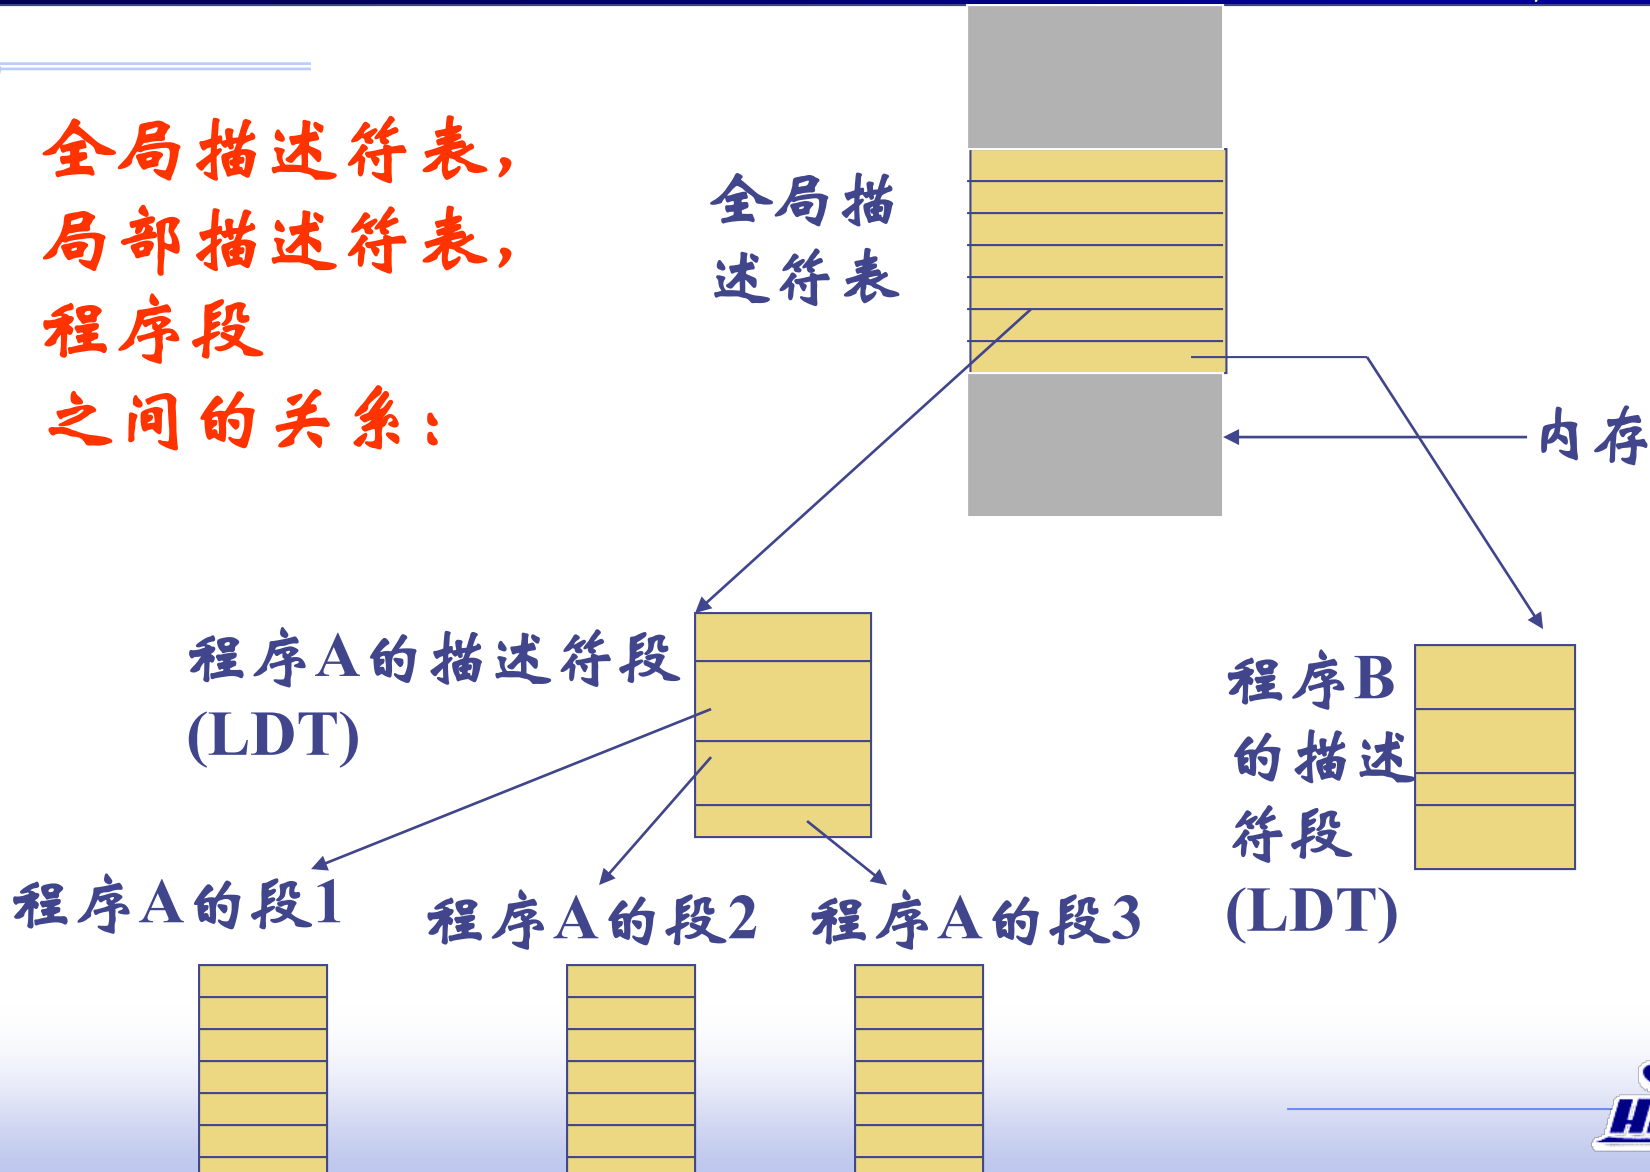 全局描述符表，
局部描述符表，
程序段
之间的关系：
全局描
述符表
内存
程序A的描述符段
(LDT)
程序B
的描述
符段
(LDT)
程序A的段1
程序A的段2
程序A的段3